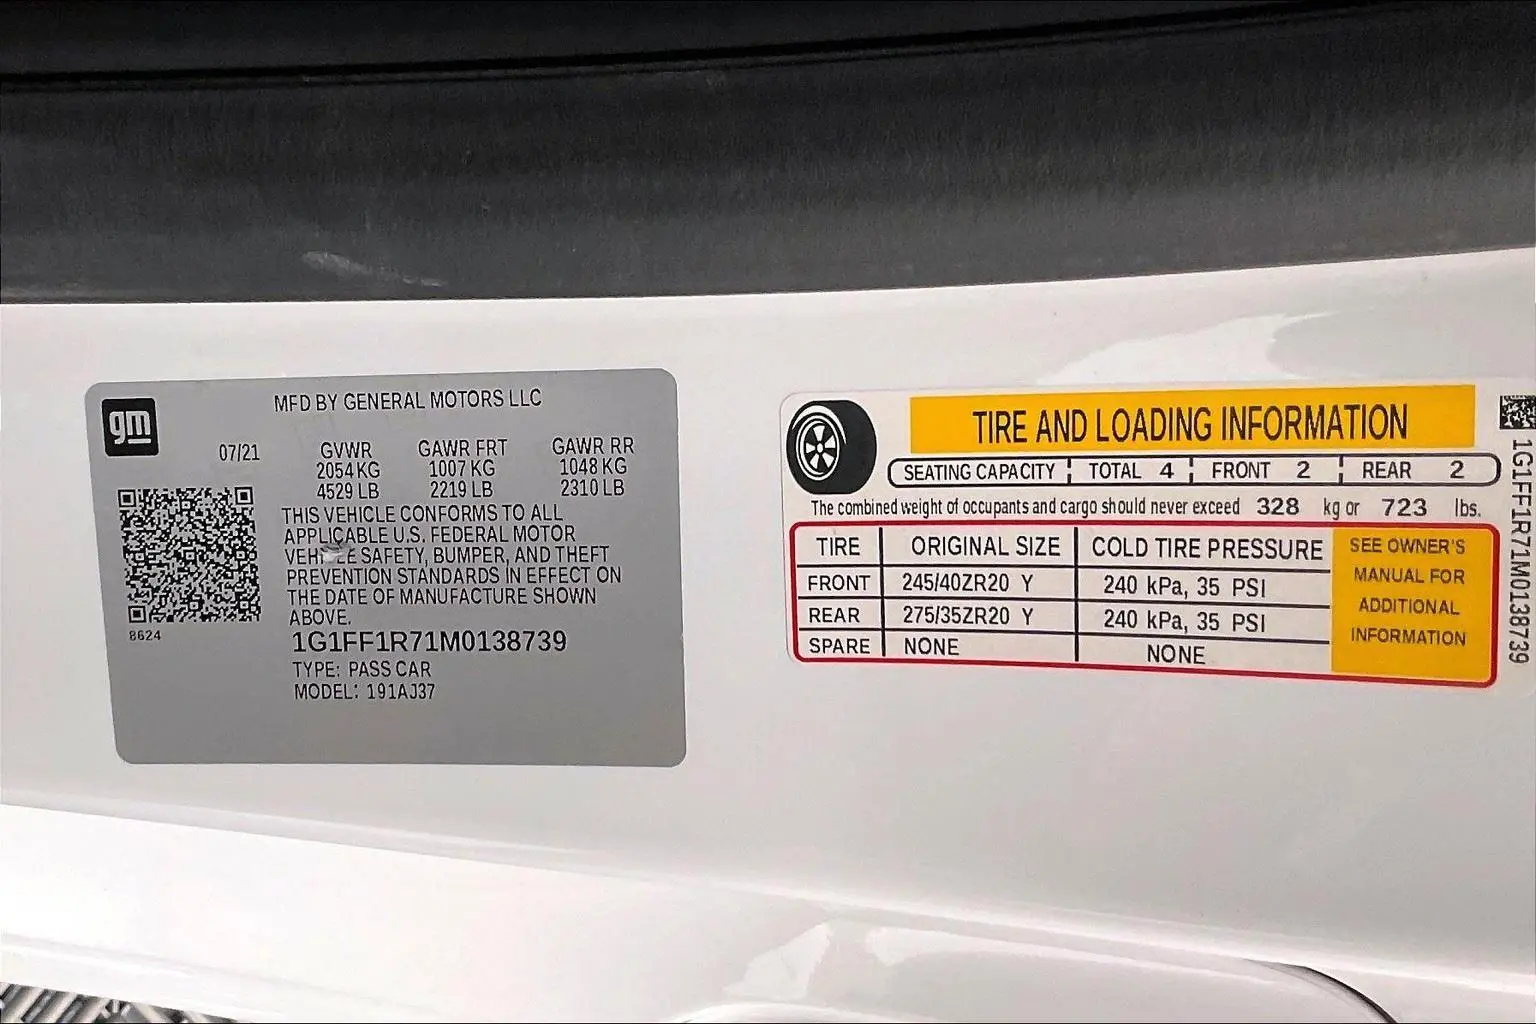 gm
MFD BY GENERAL MOTORS LLC
07/21 GVWR GAWR FRT GAWR RR
2054 KG 1007 KG 1048 KG
4529 LB 2219 LB 2310 LB
THIS VEHICLE CONFORMS TO ALL
APPLICABLE U.S. FEDERAL MOTOR
VEHICLE SAFETY, BUMPER, AND THEFT
PREVENTION STANDARDS IN EFFECT ON
THE DATE OF MANUFACTURE SHOWN
ABOVE.
8624
1G1FF1R71M0138739
TYPE: PASS CAR
MODEL: 191AJ37
TIRE AND LOADING INFORMATION
SEATING CAPACITY TOTAL 4 FRONT 2 REAR 2
The combined weight of occupants and cargo should never exceed 328 kg or 723 lbs.
TIRE ORIGINAL SIZE COLD TIRE PRESSURE
FRONT 245/40ZR20 Y 240 kPa, 35 PSI
REAR 275/35ZR20 Y 240 kPa, 35 PSI
SPARE NONE NONE
SEE OWNER'S
MANUAL FOR
ADDITIONAL
INFORMATION
1G1FF1R71M0138739